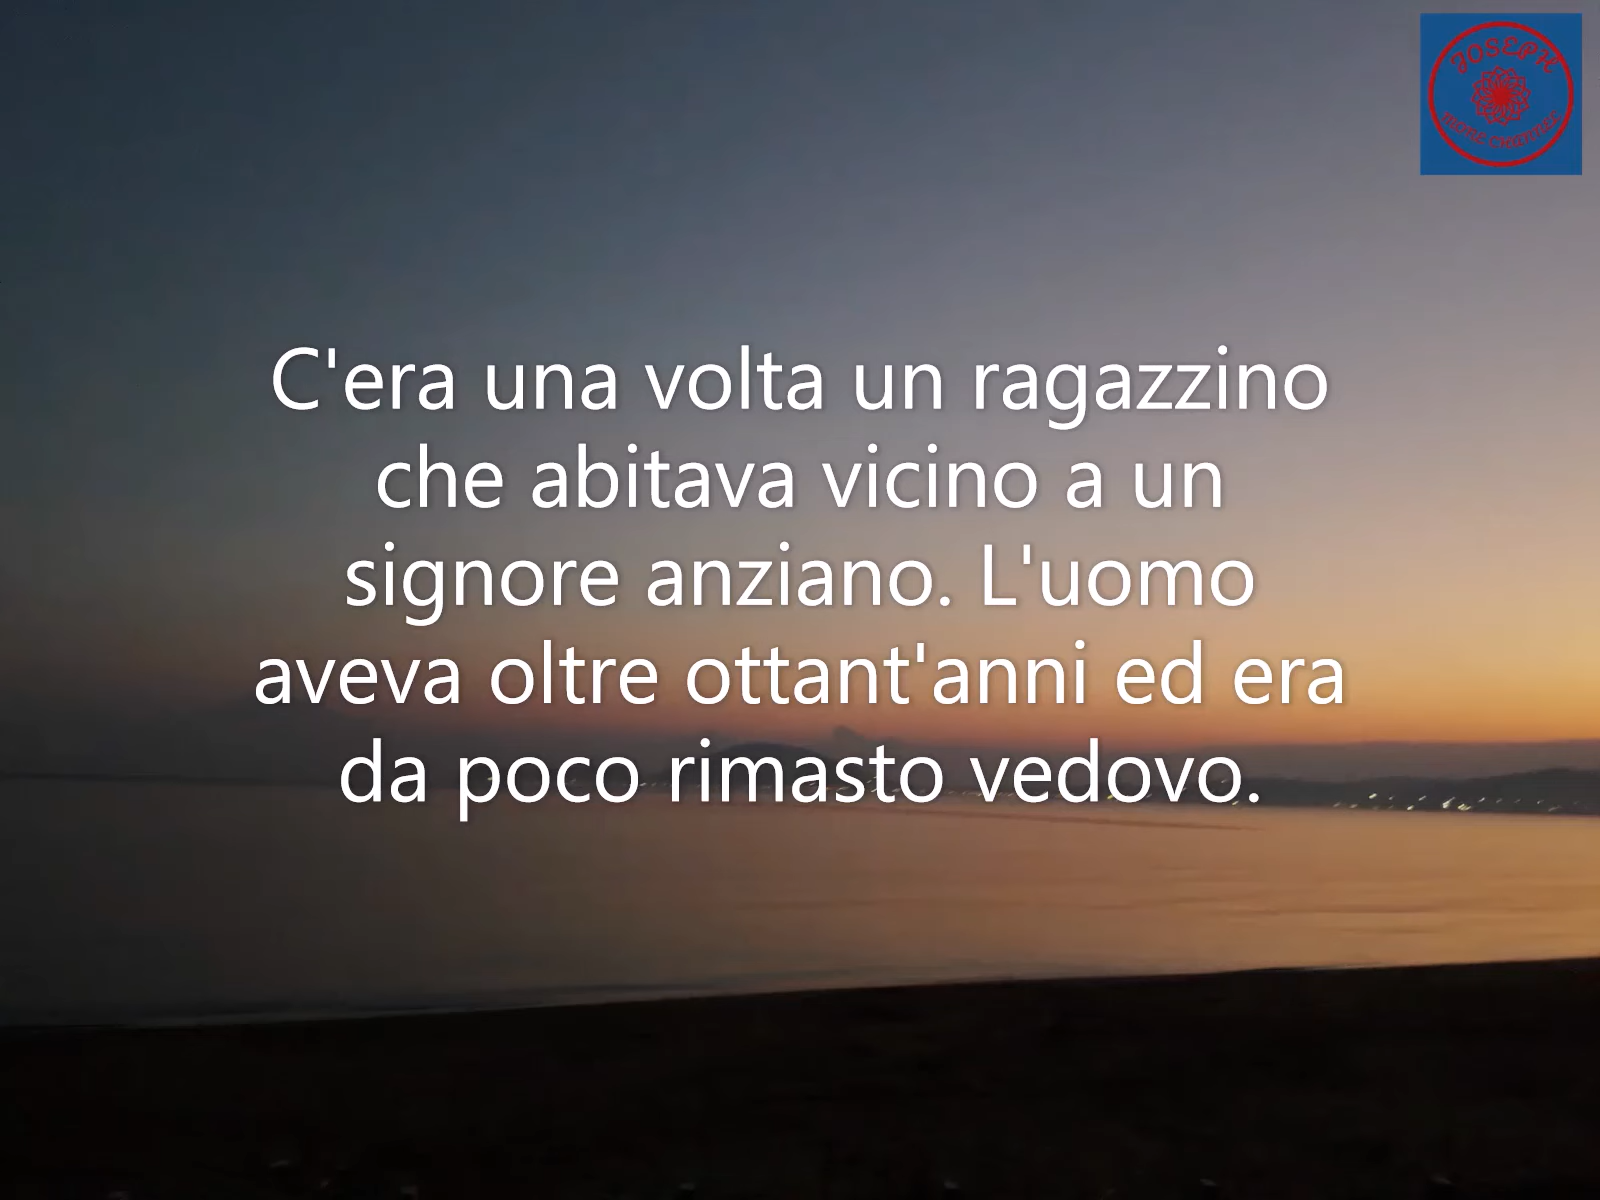 JOSEPH
C'era una volta un ragazzino
che abitava vicino a un
signore anziano. L'uomo
aveva oltre ottant'anni ed era
da poco rimasto vedovo.